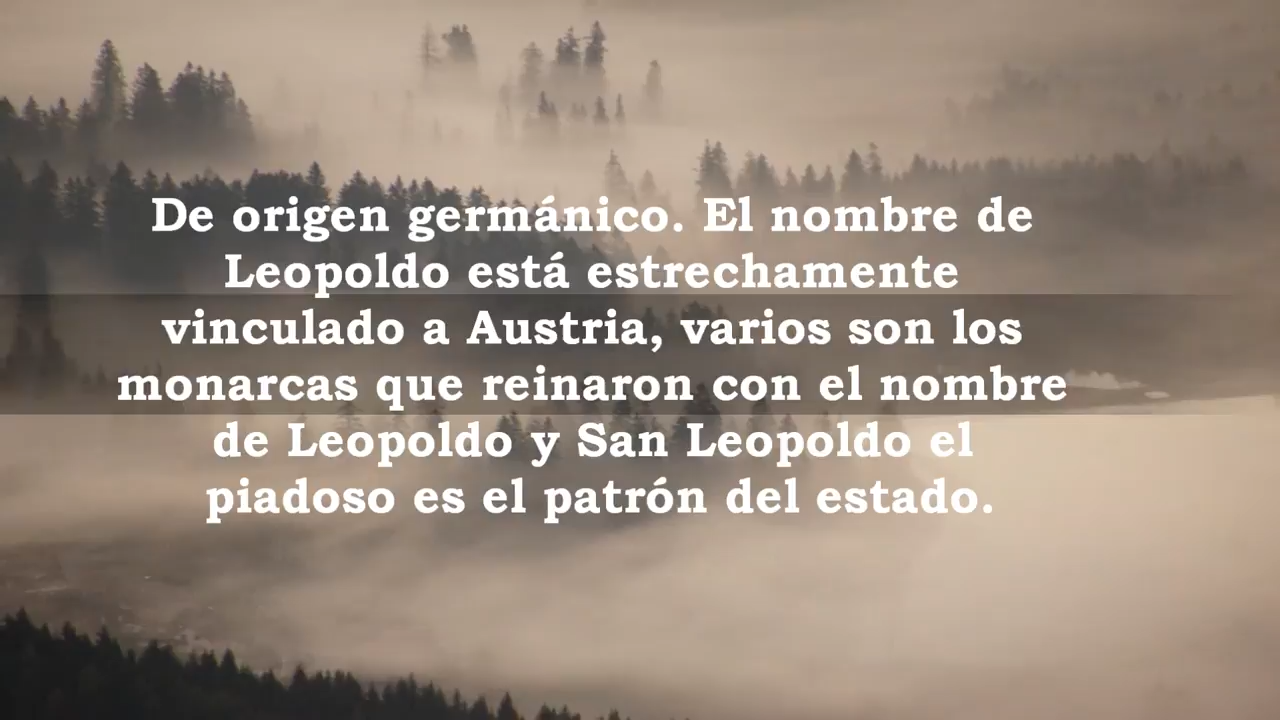 De origen germánico. El nombre de
Leopoldo está estrechamente
vinculado a Austria, varios son los
monarcas que reinaron con el nombre
de Leopoldo y San Leopoldo el
piadoso es el patrón del estado.